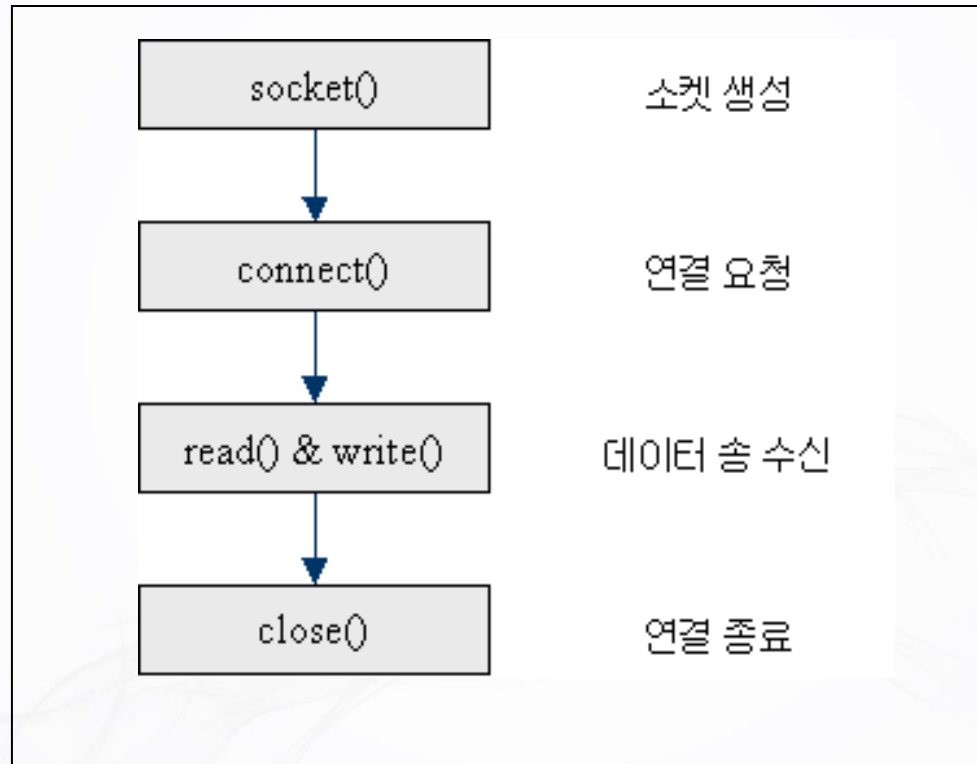 socket() 소켓 생성
connect() 연결 요청
read() & write() 데이터 송 수신
close() 연결 종료